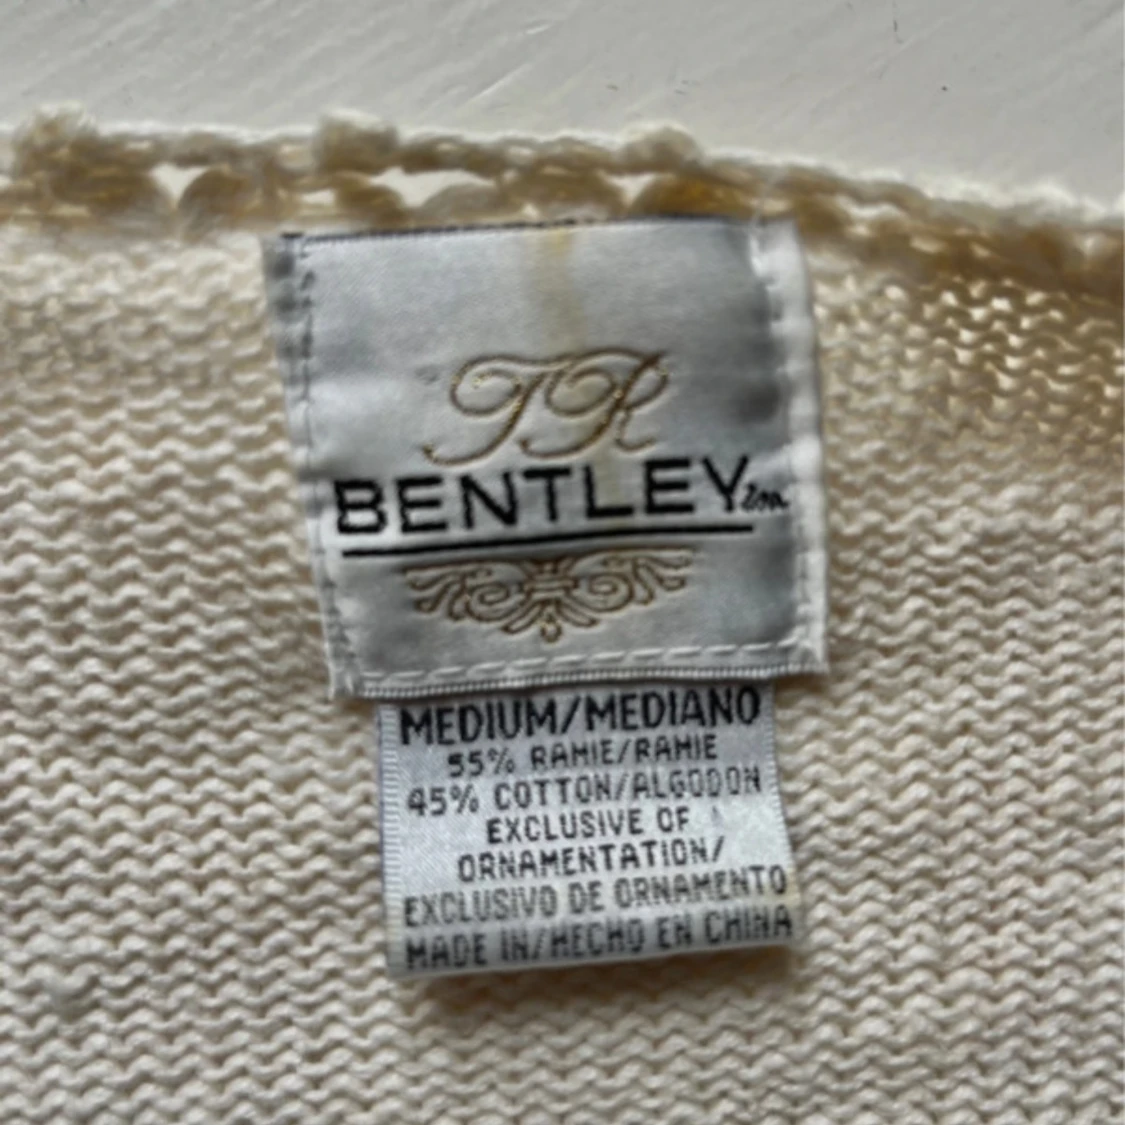 JR
BENTLEY
MEDIUM/MEDIANO
55% RAMIE/RAMIE
45% COTTON/ALGODON
EXCLUSIVE OF
ORNAMENTATION/
EXCLUSIVO DE ORNAMENTO
MADE IN/HECHO EN CHINA